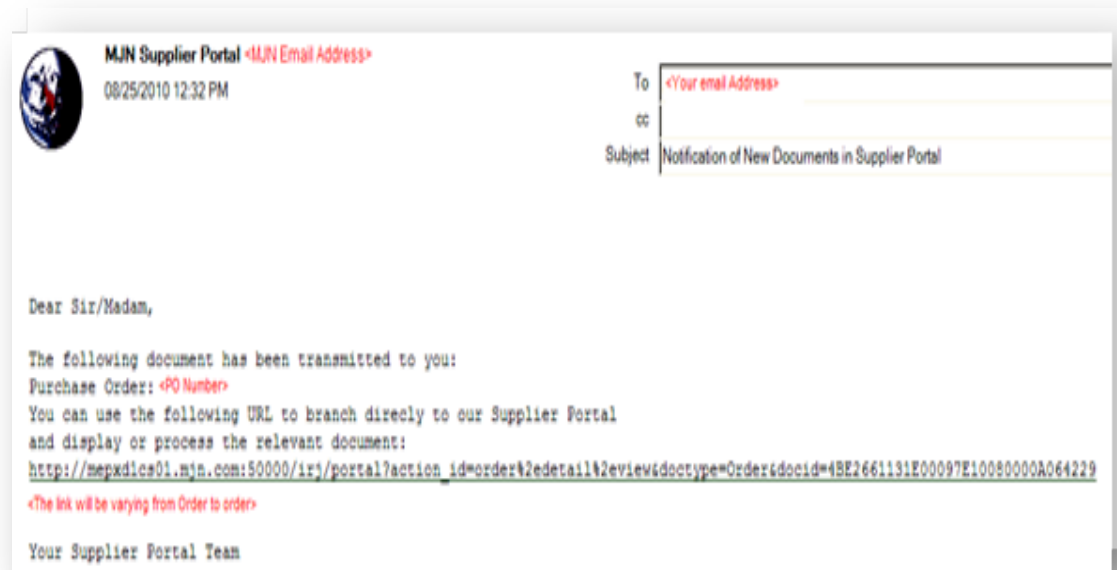 MJN Supplier Portal <MJN Email Address>
08/25/2010 12:32 PM
To <Your email Address>
cc
Subject Notification of New Documents in Supplier Portal
Dear Sir/Madam,
The following document has been transmitted to you:
Purchase Order: <PO Number>
You can use the following URL to branch direcly to our Supplier Portal
and display or process the relevant document:
http://mepxd1cs01.mjn.com:50000/irj/portal?action_id=order%2edetail%2eview&doctype=Order&docid=4BE2661131E00097E10080000A064229
<The link will be varying from Order to order>
Your Supplier Portal Team